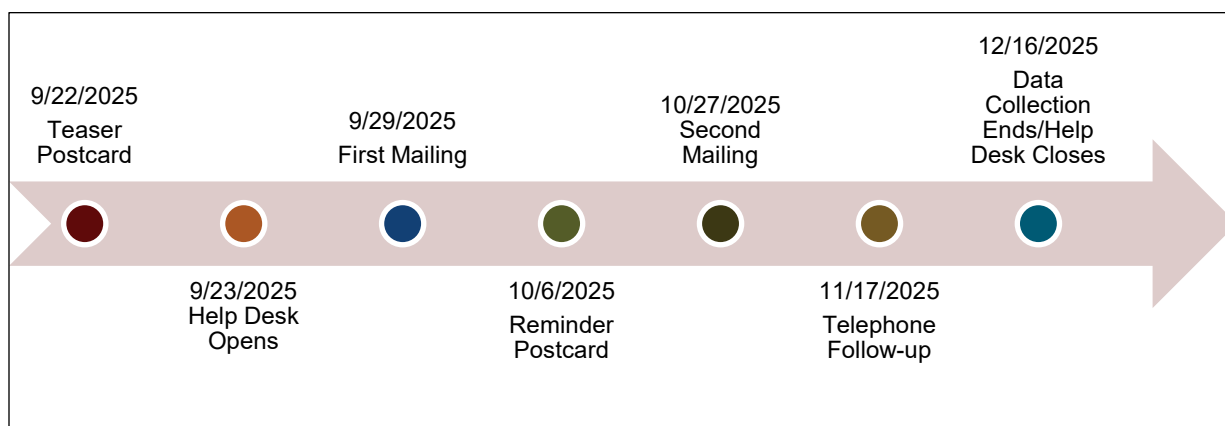 9/22/2025
Teaser
Postcard
9/23/2025
Help Desk
Opens
9/29/2025
First Mailing
10/6/2025
Reminder
Postcard
10/27/2025
Second
Mailing
11/17/2025
Telephone
Follow-up
12/16/2025
Data
Collection
Ends/Help
Desk Closes